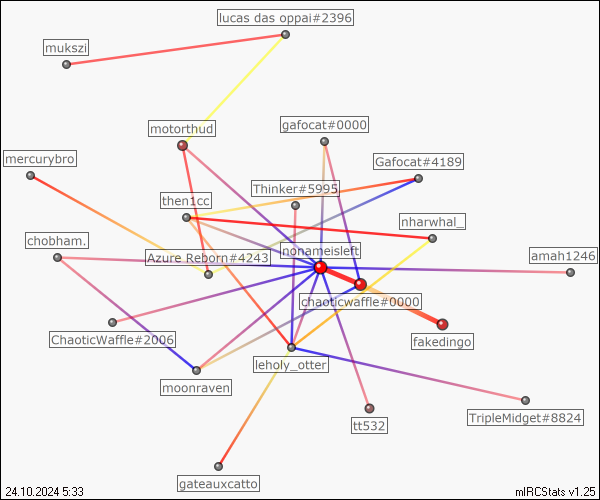 lucas das oppai#2396
mukszi
gafocat#0000
motorthud
mercurybro
Gafocat#4189
Thinker#5995
then1cc
nharwhal_
chobham.
nonameisleft
Azure Reborn#4243
amah1246
chaoticwaffle#0000
ChaoticWaffle#2006
fakedingo
leholy_otter
moonraven
TripleMidget#8824
tt532
gateauxcatto
24.10.2024 5:33
mIRCStats v1.25